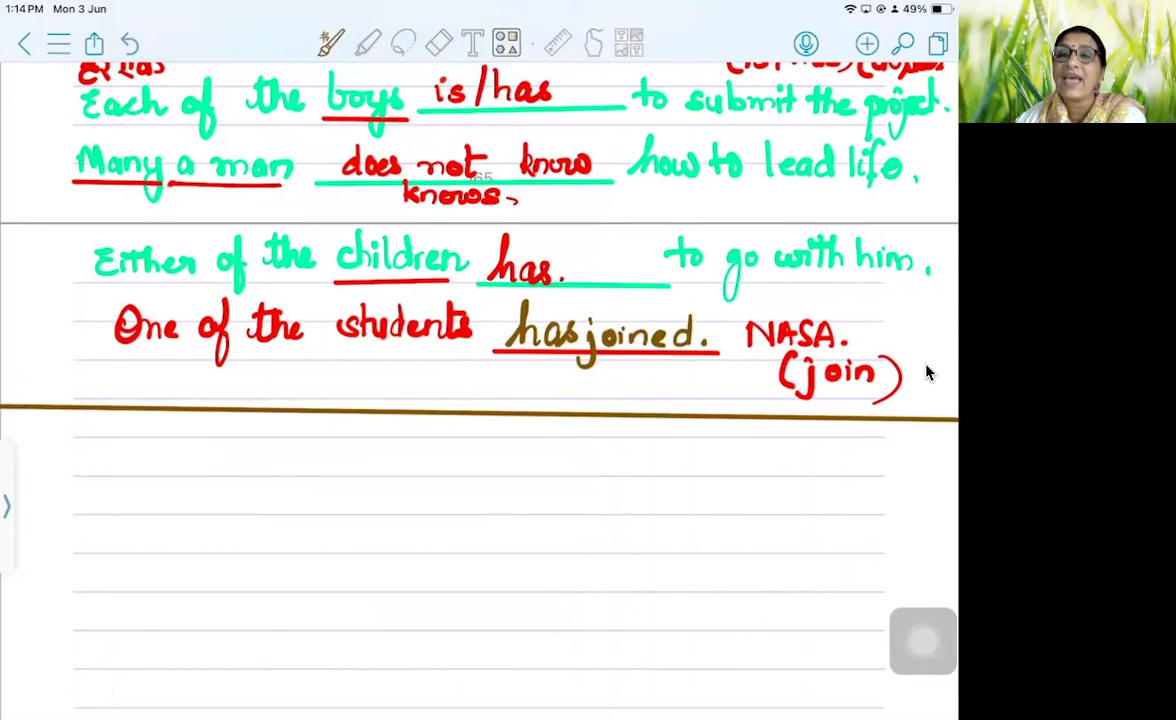 1:14 PM Mon 3 Jun 49%
Each of the boys is/has to submit the project.
Many a man does not know how to lead life.
knows.
Either of the children has. to go with him.
One of the students has joined. NASA.
(join)